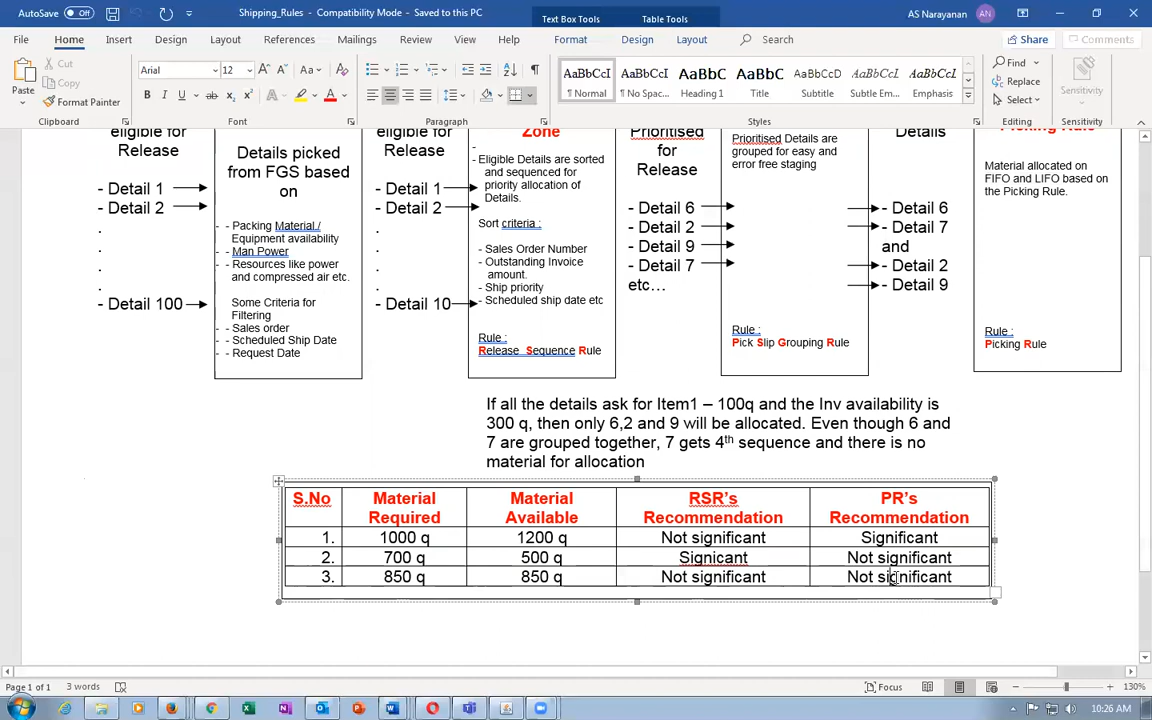 AutoSave Off
Shipping_Rules - Compatibility Mode - Saved to this PC
Text Box Tools
Table Tools
AS Narayanan
AN
File
Home
Insert
Design
Layout
References
Mailings
Review
View
Help
Format
Design
Layout
Search
Share
Comments
Paste
Cut
Copy
Format Painter
Clipboard
Arial
12
Font
Paragraph
AaBbCcI
¶ Normal
AaBbCcI
¶ No Spac...
AaBbC
Heading 1
AaBbC
Title
AaBbCcD
Subtitle
AaBbCcD
Subtle Em...
AaBbCcD
Emphasis
Styles
Find
Replace
Select
Editing
Sensitivity
Sensitivity
eligible for
Release
- Detail 1
- Detail 2
.
.
.
.
- Detail 100
Details picked
from FGS based
on
- - Packing Material./
Equipment availability
- - Man Power
- - Resources like power
and compressed air etc.
Some Criteria for
Filtering
- - Sales order
- - Scheduled Ship Date
- - Request Date
eligible for
Release
- Detail 1
- Detail 2
.
.
.
.
- Detail 10
Zone
-
- Eligible Details are sorted
and sequenced for
priority allocation of
Details.
Sort criteria :
- Sales Order Number
- Outstanding Invoice
amount.
- Ship priority
- Scheduled ship date etc
Rule :
Release Sequence Rule
Prioritised
for
Release
- Detail 6
- Detail 2
- Detail 9
- Detail 7
etc…
Prioritised Details are
grouped for easy and
error free staging
Rule :
Pick Slip Grouping Rule
Details
- Detail 6
- Detail 7
and
- Detail 2
- Detail 9
Picking Rule
Material allocated on
FIFO and LIFO based on
the Picking Rule.
Rule :
Picking Rule
If all the details ask for Item1 – 100q and the Inv availability is
300 q, then only 6,2 and 9 will be allocated. Even though 6 and
7 are grouped together, 7 gets 4th sequence and there is no
material for allocation
S.No
Material
Required
Material
Available
RSR’s
Recommendation
PR’s
Recommendation
1. 1000 q 1200 q Not significant Significant
2. 700 q 500 q Signicant Not significant
3. 850 q 850 q Not significant Not significant
Page 1 of 1
3 words
Focus
130%
10:26 AM